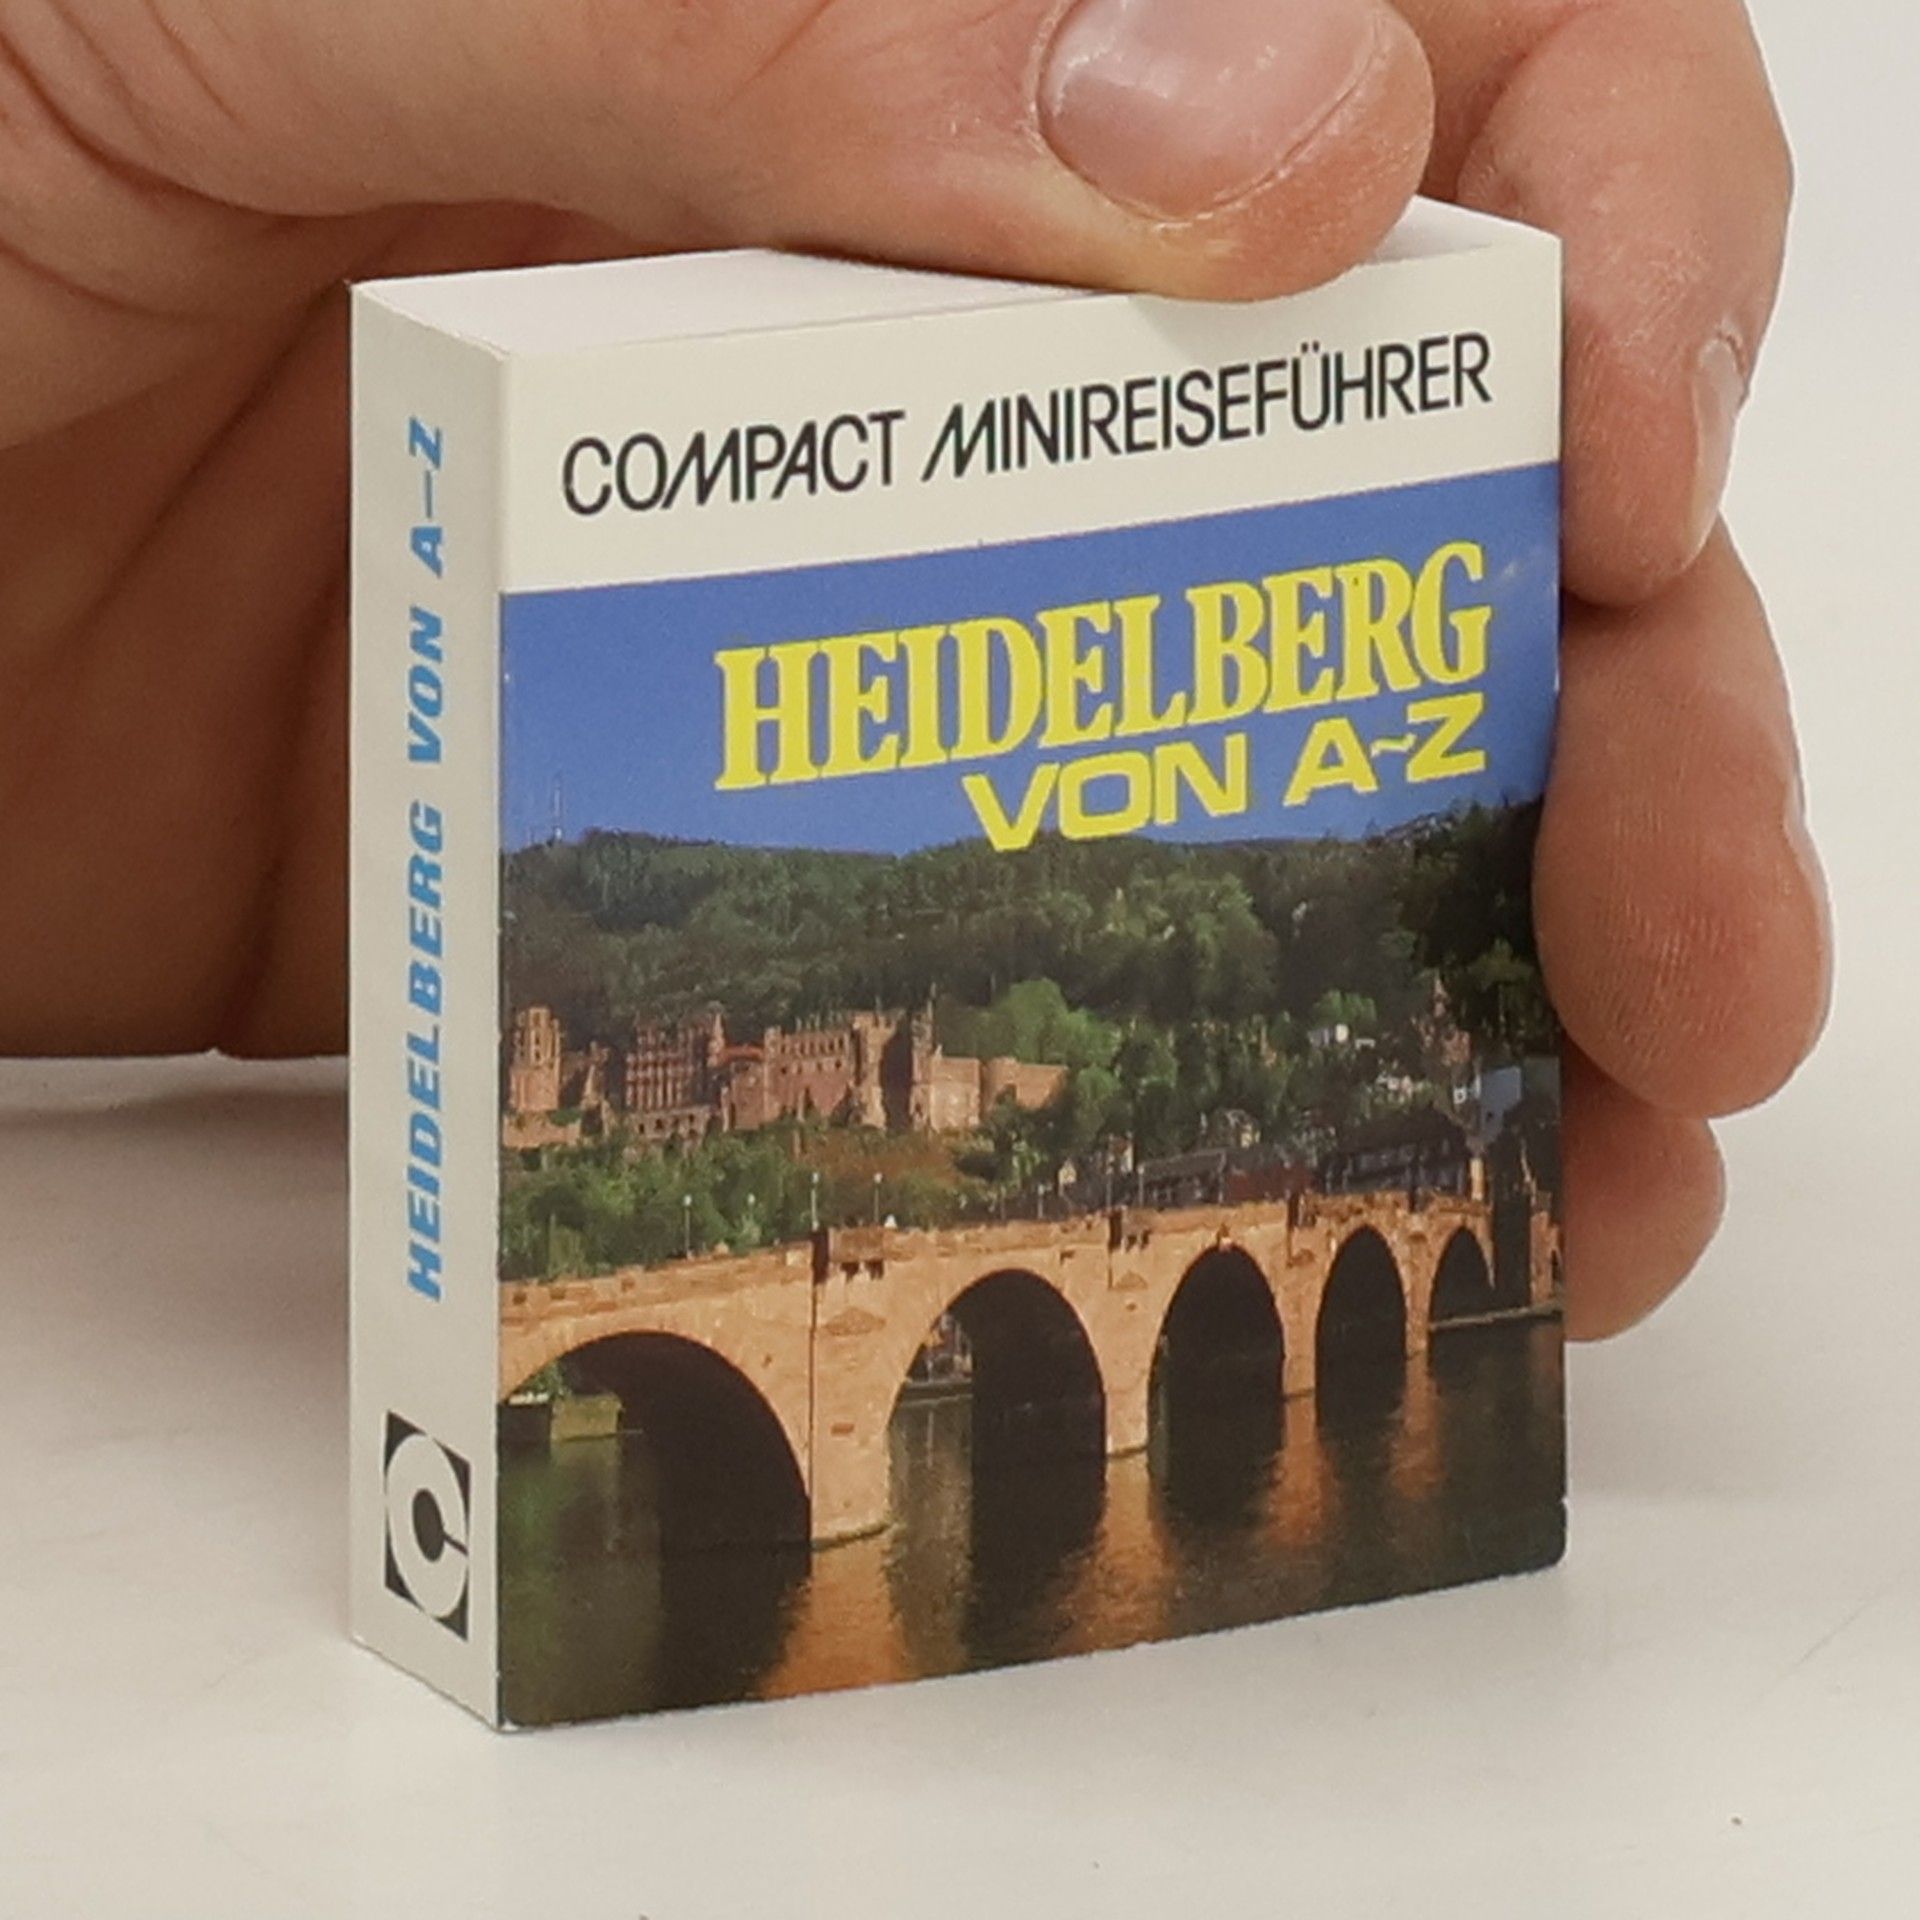 COMPACT MINIREISEFÜHRER
HEIDELBERG
VON A~Z
HEIDELBERG VON A-Z
C